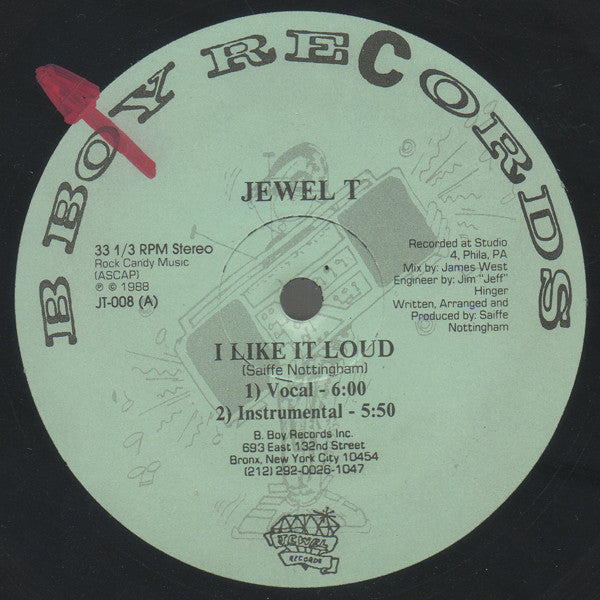 B BOY RECORDS
JEWEL T
33 1/3 RPM Stereo
Rock Candy Music
(ASCAP)
℗ © 1988
JT-008 (A)
Recorded at Studio
4, Phila, PA
Mix by: James West
Engineer by: Jim "Jeff"
Hinger
Written, Arranged and
Produced by: Saiffe
Nottingham
I LIKE IT LOUD
(Saiffe Nottingham)
1) Vocal - 6:00
2) Instrumental - 5:50
B. Boy Records Inc.
693 East 132nd Street
Bronx, New York City 10454
(212) 292-0026-1047
JEWEL
RECORDS